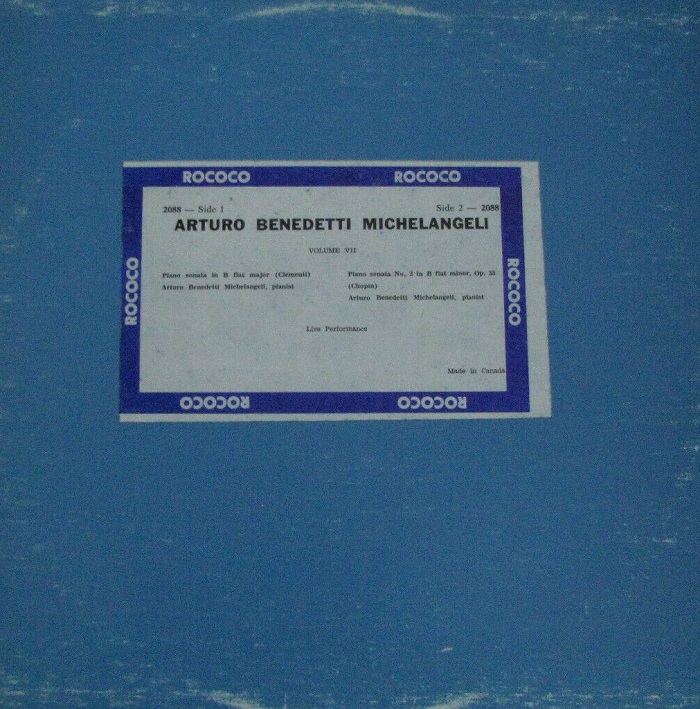 ROCOCO ROCOCO
2088 — Side 1 Side 2 — 2088
ARTURO BENEDETTI MICHELANGELI
VOLUME VII
Piano sonata in B flat major (Clementi)
Arturo Benedetti Michelangeli, pianist
Piano sonata No, 2 in B flat minor, Op. 35
(Chopin)
Arturo Benedetti Michelangeli, pianist
Live Performance
Made in Canada
ROCOCO
ROCOCO
ROCOCO ROCOCO